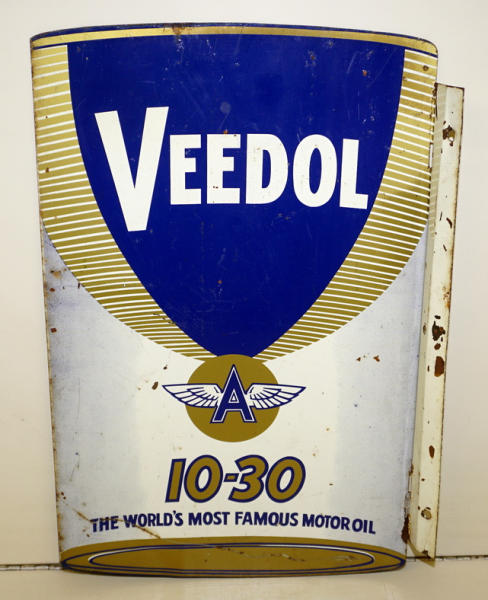 VEEDOL
A
10-30
THE WORLD'S MOST FAMOUS MOTOR OIL